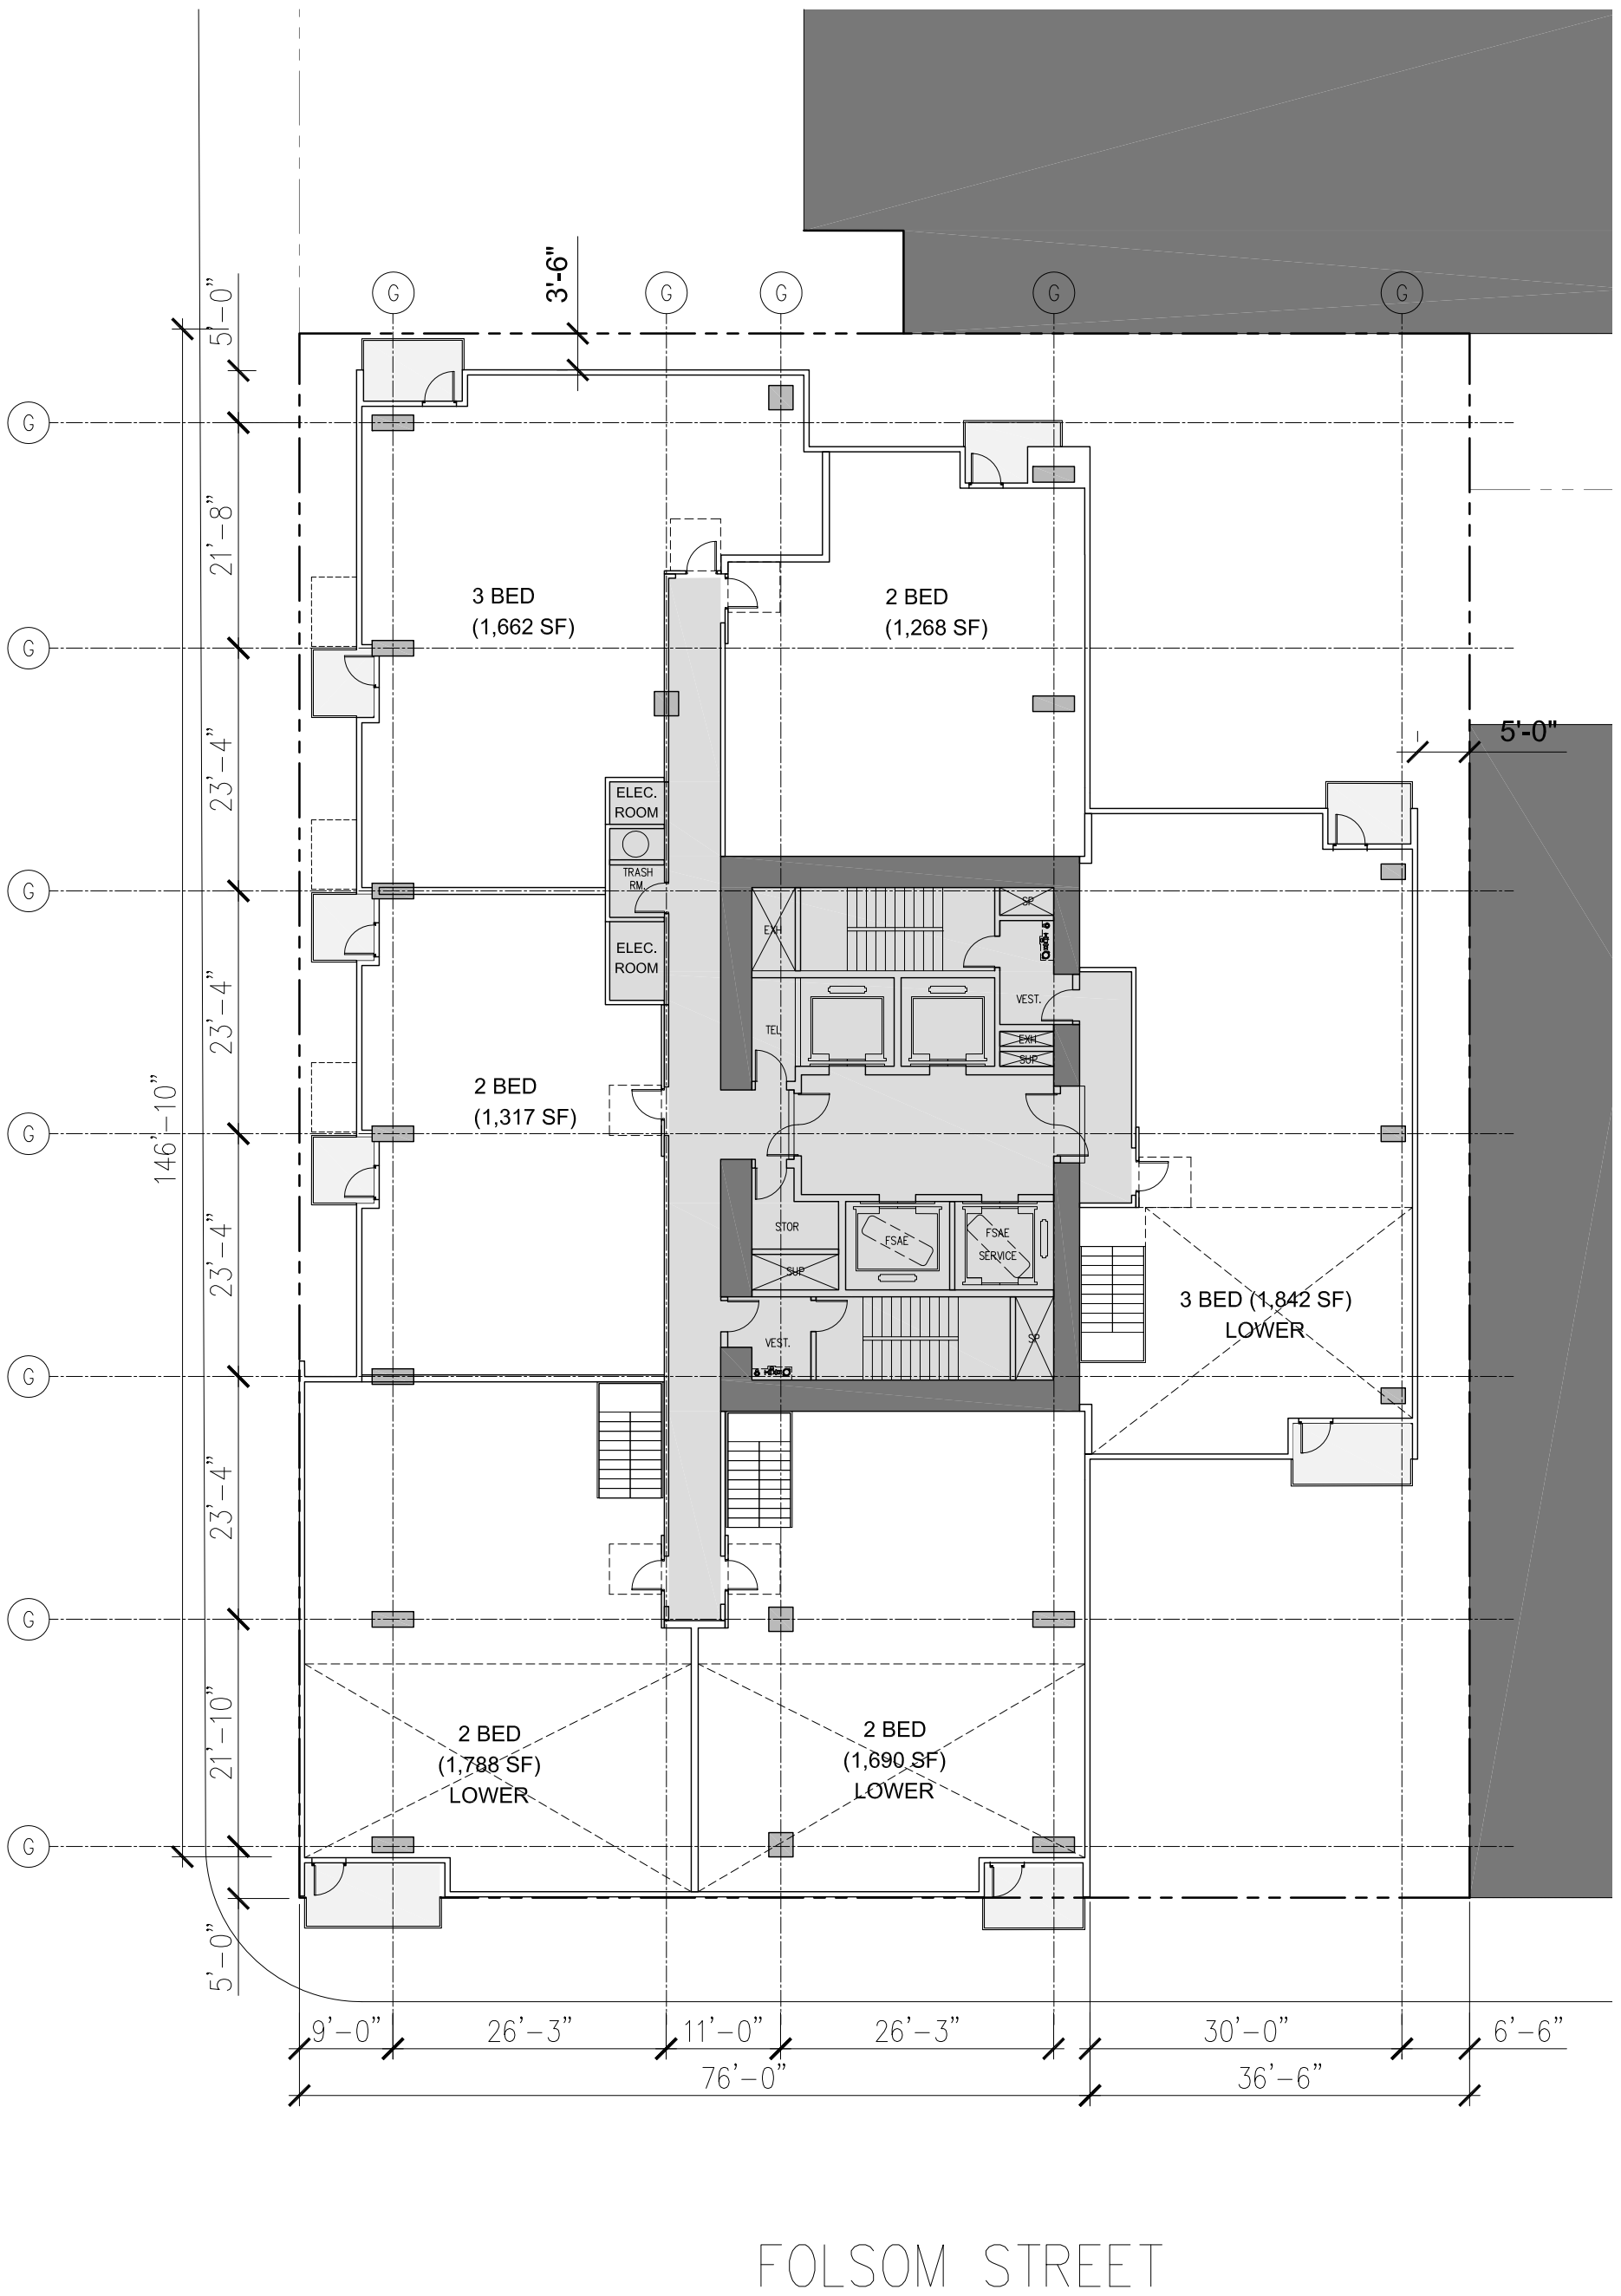 3'-6"
5'-0"
G
G
G
G
G
G
21'-8"
3 BED
(1,662 SF)
2 BED
(1,268 SF)
G
23'-4"
5'-0"
ELEC.
ROOM
TRASH
RM.
G
EXH
SP
ELEC.
ROOM
VEST.
23'-4"
TEL
EXH
SUP
2 BED
(1,317 SF)
146'-10"
G
STOR
FSAE
FSAE
SERVICE
23'-4"
SUP
3 BED (1,842 SF)
LOWER
VEST.
SP
G
23'-4"
G
21'-10"
2 BED
(1,788 SF)
LOWER
2 BED
(1,690 SF)
LOWER
G
5'-0"
9'-0"
26'-3"
11'-0"
26'-3"
30'-0"
6'-6"
76'-0"
36'-6"
FOLSOM STREET